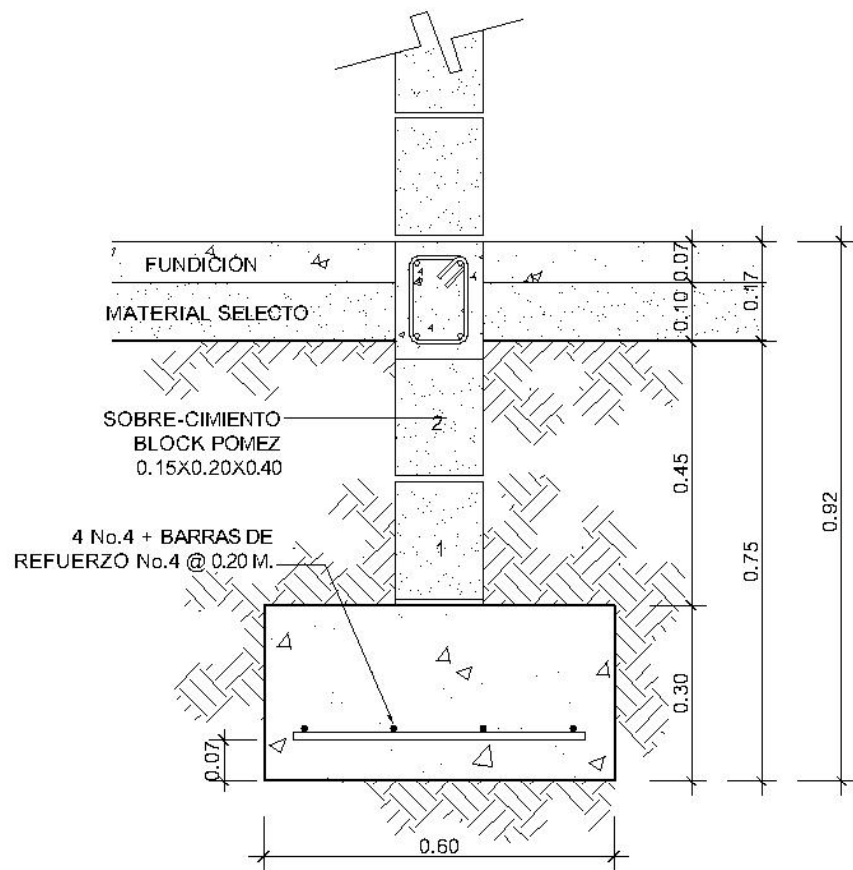 FUNDICIÓN
MATERIAL SELECTO
0.07
0.10
0.17
SOBRE-CIMIENTO
BLOCK POMEZ
0.15X0.20X0.40
2
0.45
0.92
4 No.4 + BARRAS DE
REFUERZO No.4 @ 0.20 M.
1
0.75
0.30
0.07
0.60